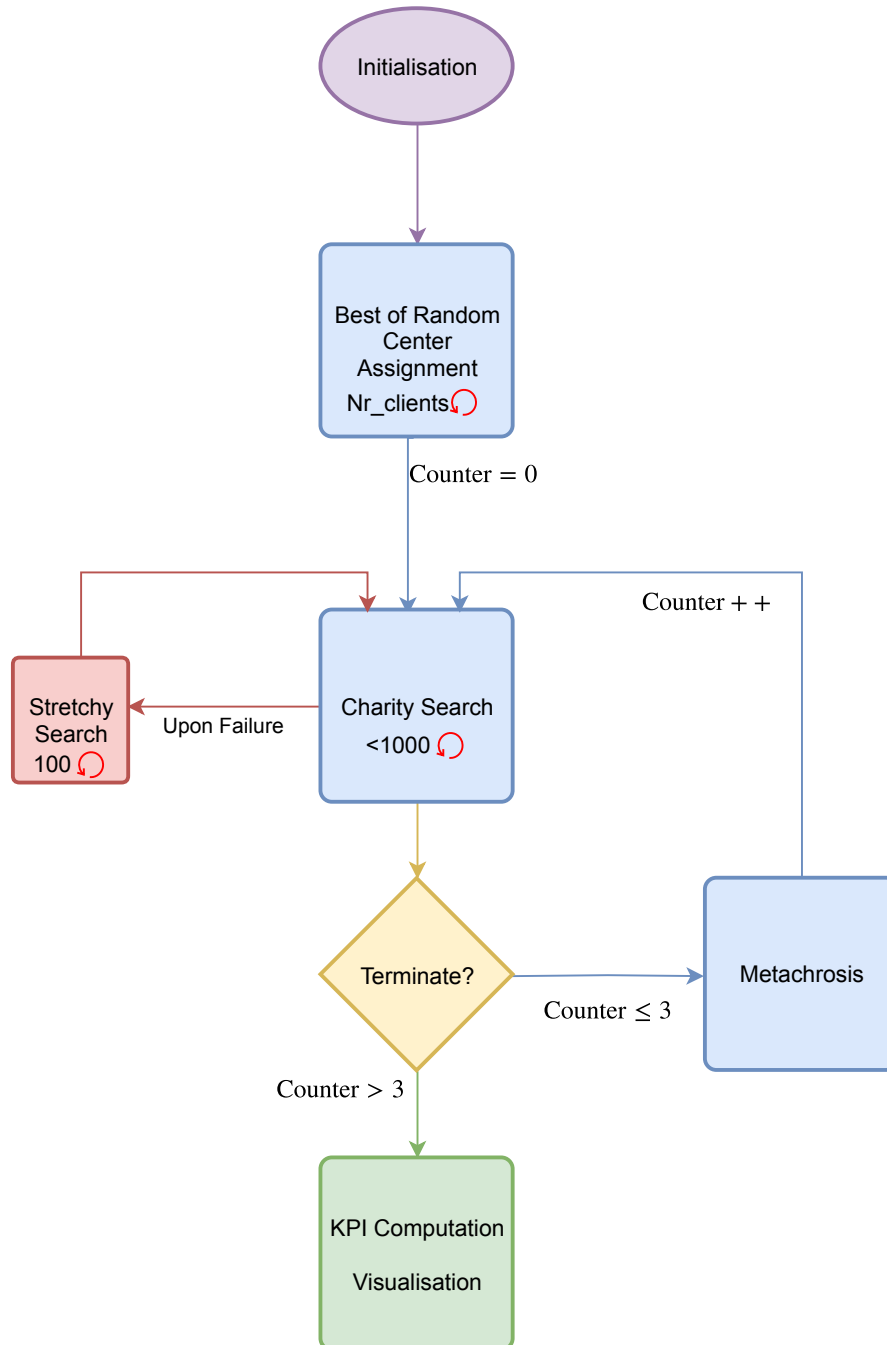 Initialisation
Best of Random
Center
Assignment
Nr_clients
Counter = 0
Counter + +
Stretchy
Search
100
Upon Failure
Charity Search
<1000
Terminate?
Metachrosis
Counter ≤ 3
Counter > 3
KPI Computation
Visualisation